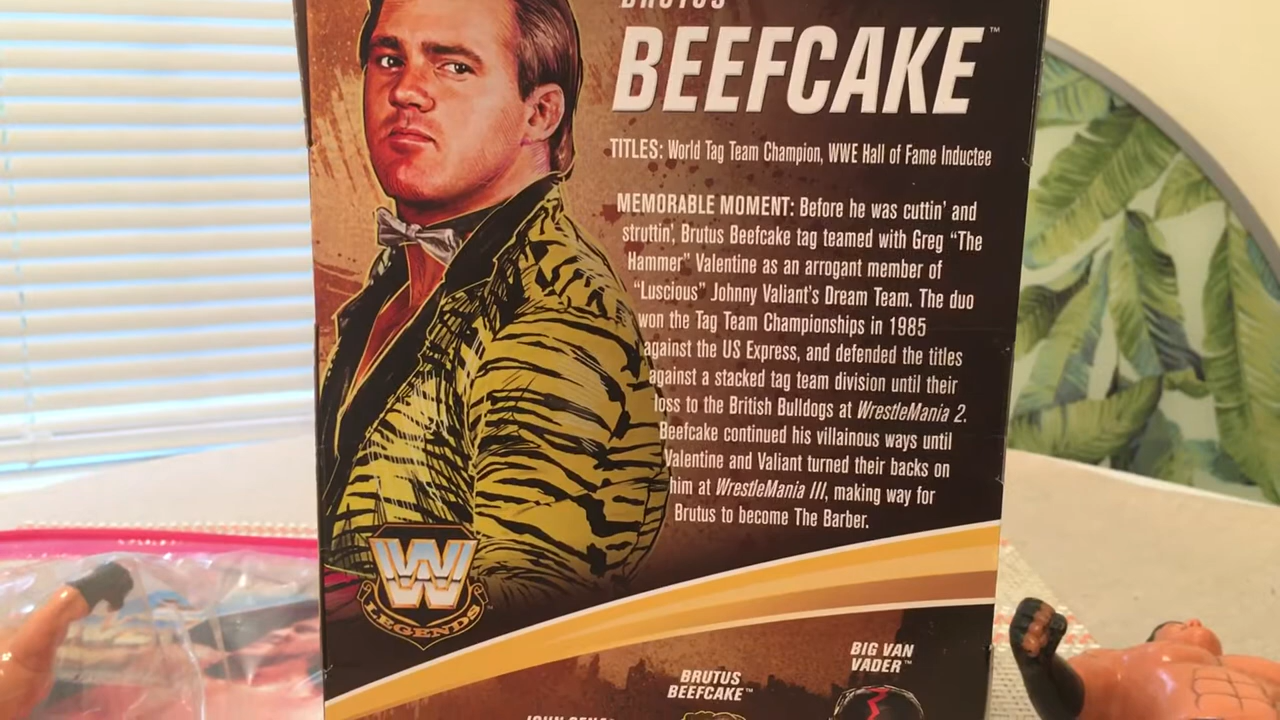 BRUTUS
BEEFCAKE™
TITLES: World Tag Team Champion, WWE Hall of Fame Inductee
MEMORABLE MOMENT: Before he was cuttin' and
struttin', Brutus Beefcake tag teamed with Greg "The
Hammer" Valentine as an arrogant member of
"Luscious" Johnny Valiant's Dream Team. The duo
won the Tag Team Championships in 1985
against the US Express, and defended the titles
against a stacked tag team division until their
loss to the British Bulldogs at WrestleMania 2.
Beefcake continued his villainous ways until
Valentine and Valiant turned their backs on
him at WrestleMania III, making way for
Brutus to become The Barber.
W
LEGENDS™
BIG VAN
VADER™
BRUTUS
BEEFCAKE™
JOHN CENA